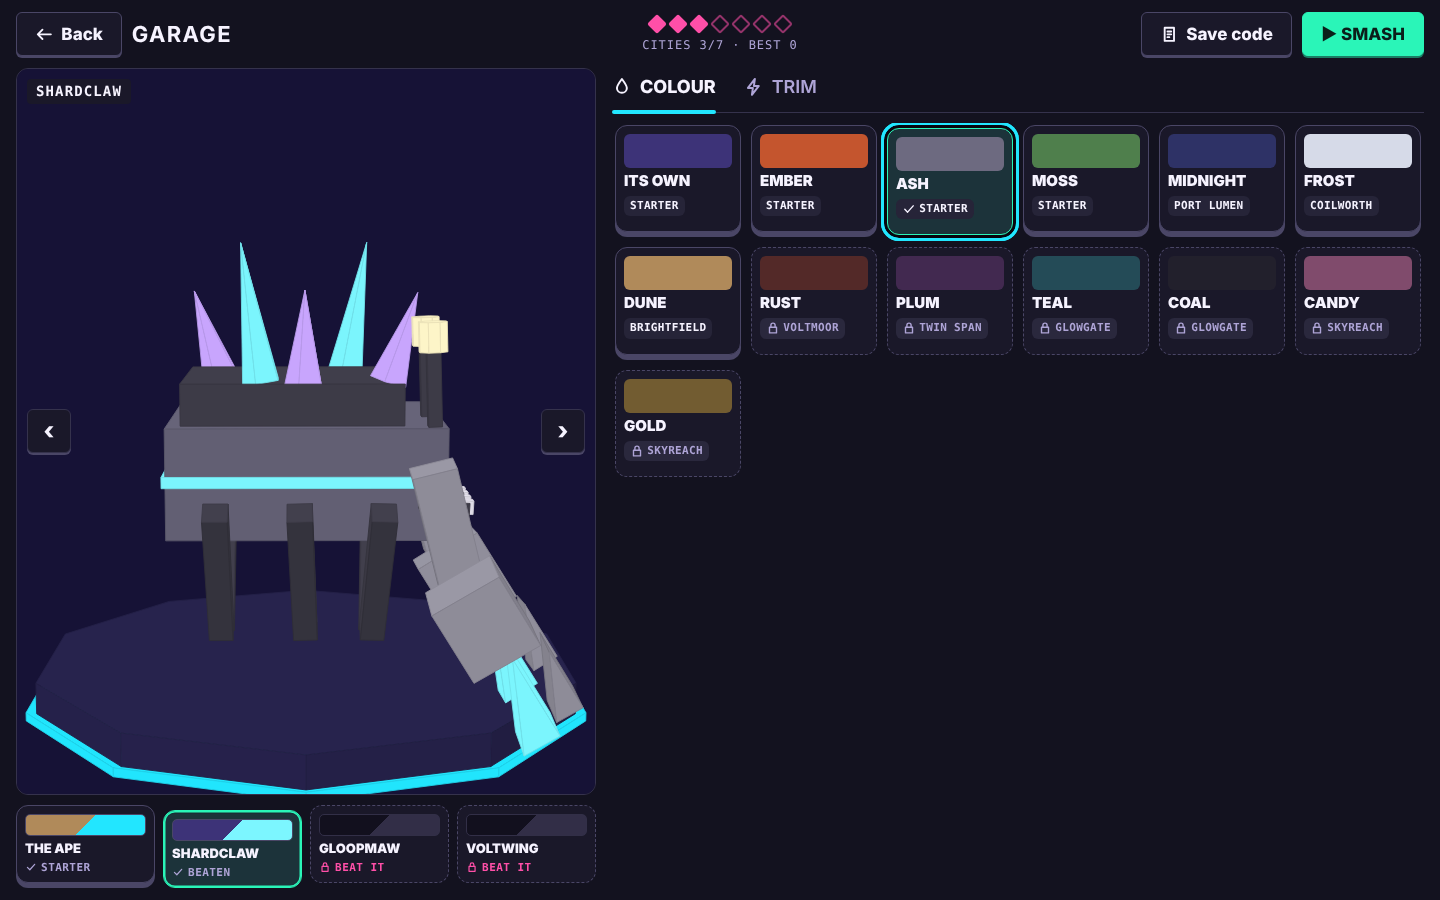 Back
GARAGE
CITIES 3/7 · BEST 0
Save code
SMASH
SHARDCLAW
COLOUR
TRIM
ITS OWN
STARTER
EMBER
STARTER
ASH
STARTER
MOSS
STARTER
MIDNIGHT
PORT LUMEN
FROST
COILWORTH
DUNE
BRIGHTFIELD
RUST
VOLTMOOR
PLUM
TWIN SPAN
TEAL
GLOWGATE
COAL
GLOWGATE
CANDY
SKYREACH
GOLD
SKYREACH
THE APE
STARTER
SHARDCLAW
BEATEN
GLOOPMAW
BEAT IT
VOLTWING
BEAT IT